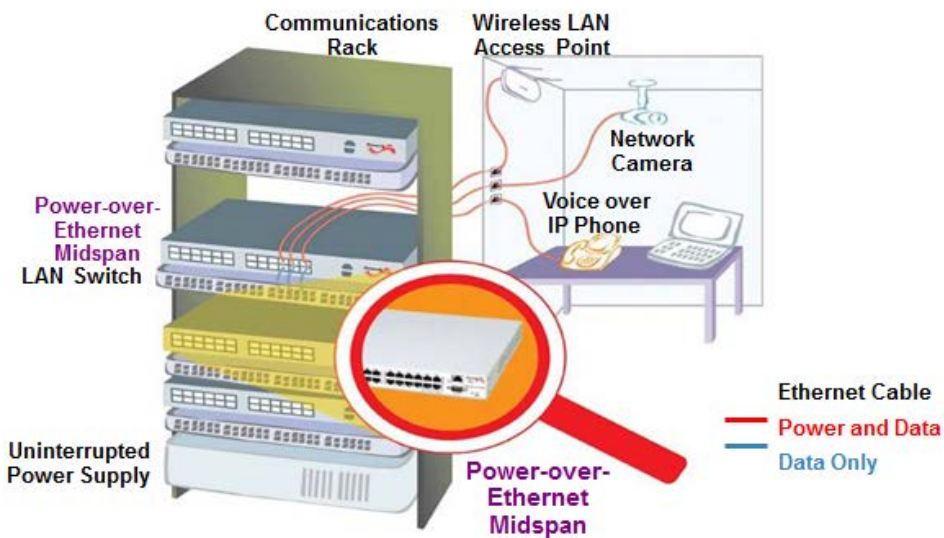 Communications
Rack
Wireless LAN
Access Point
Network
Camera
Power-over-
Ethernet
Midspan
LAN Switch
Voice over
IP Phone
Ethernet Cable
Power and Data
Data Only
Uninterrupted
Power Supply
Power-over-
Ethernet
Midspan